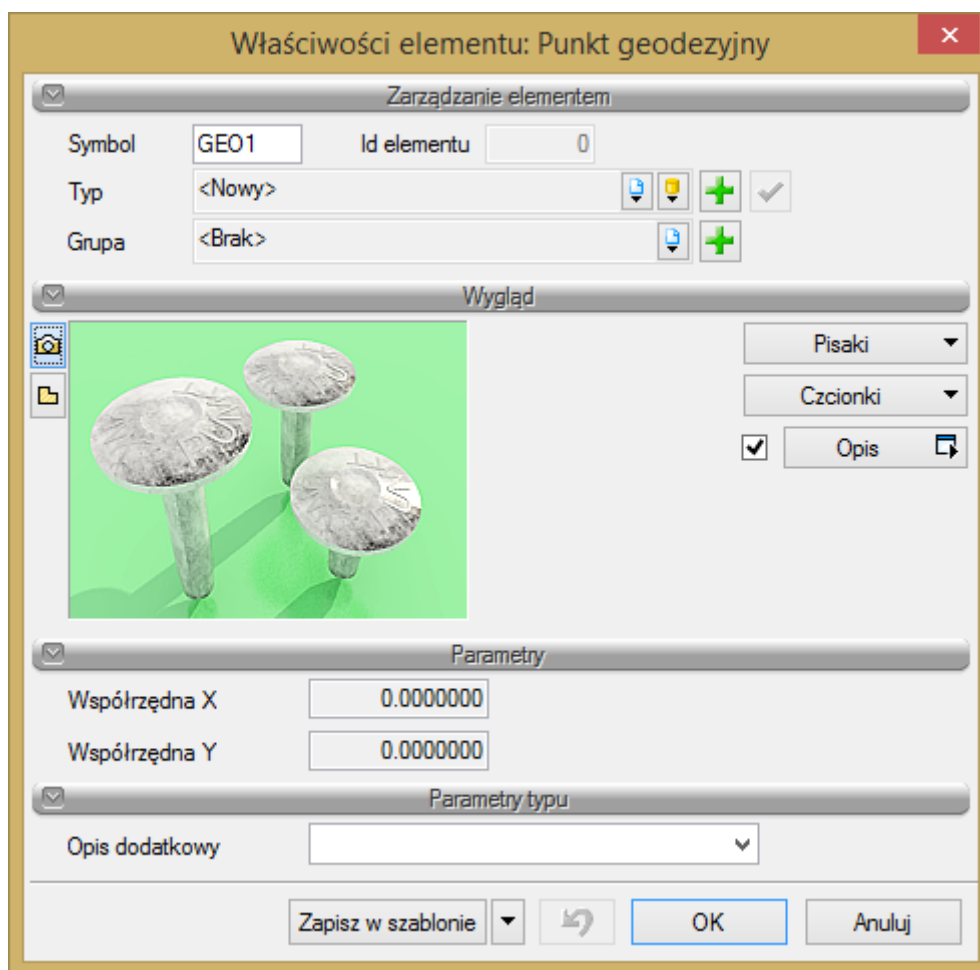 Właściwości elementu: Punkt geodezyjny
Zarządzanie elementem
Symbol GEO1 Id elementu 0
Typ <Nowy>
Grupa <Brak>
Wygląd
Pisaki
Czcionki
Opis
Parametry
Współrzędna X 0.0000000
Współrzędna Y 0.0000000
Parametry typu
Opis dodatkowy
Zapisz w szablonie OK Anuluj